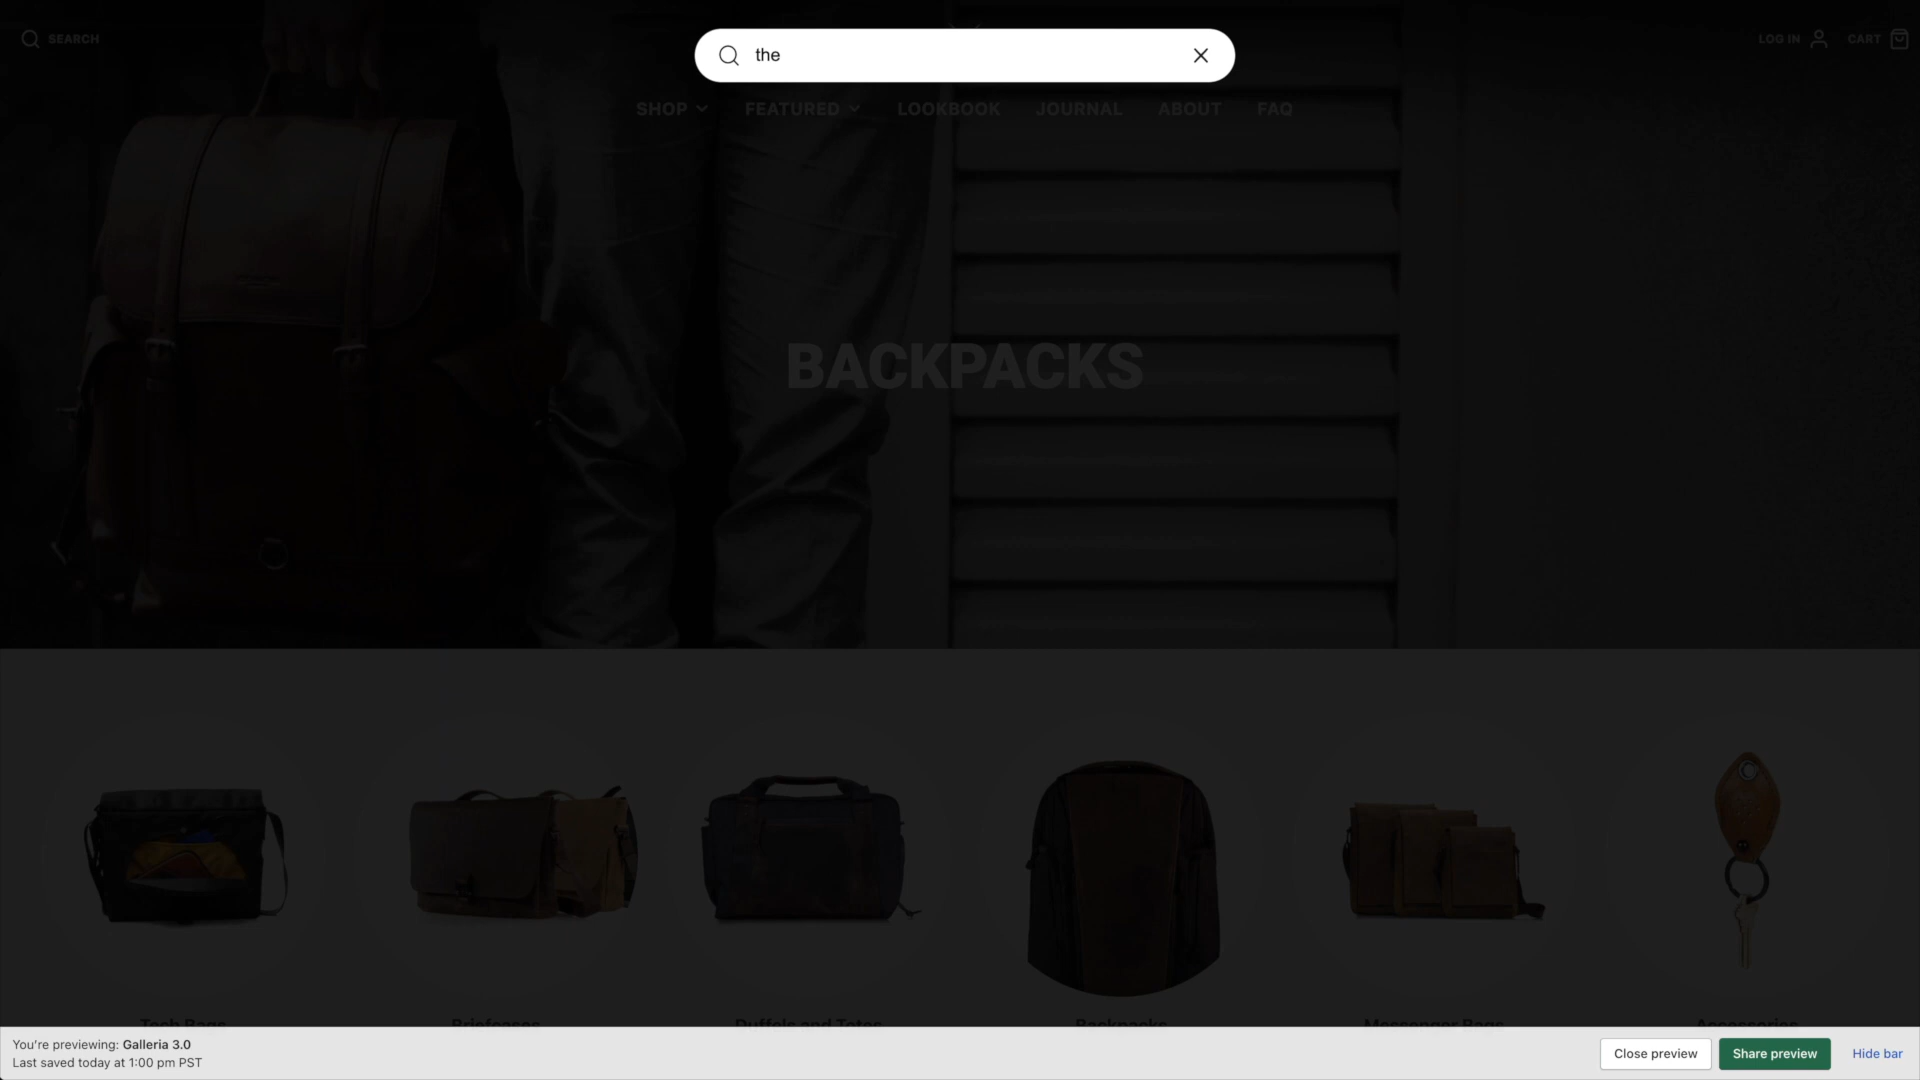 SEARCH
the
LOG IN
CART
SHOP
FEATURED
LOOKBOOK
JOURNAL
ABOUT
FAQ
BACKPACKS
Tech Bags
Briefcases
Duffels and Totes
Backpacks
Messenger Bags
Accessories
You're previewing: Galleria 3.0
Last saved today at 1:00 pm PST
Close preview
Share preview
Hide bar